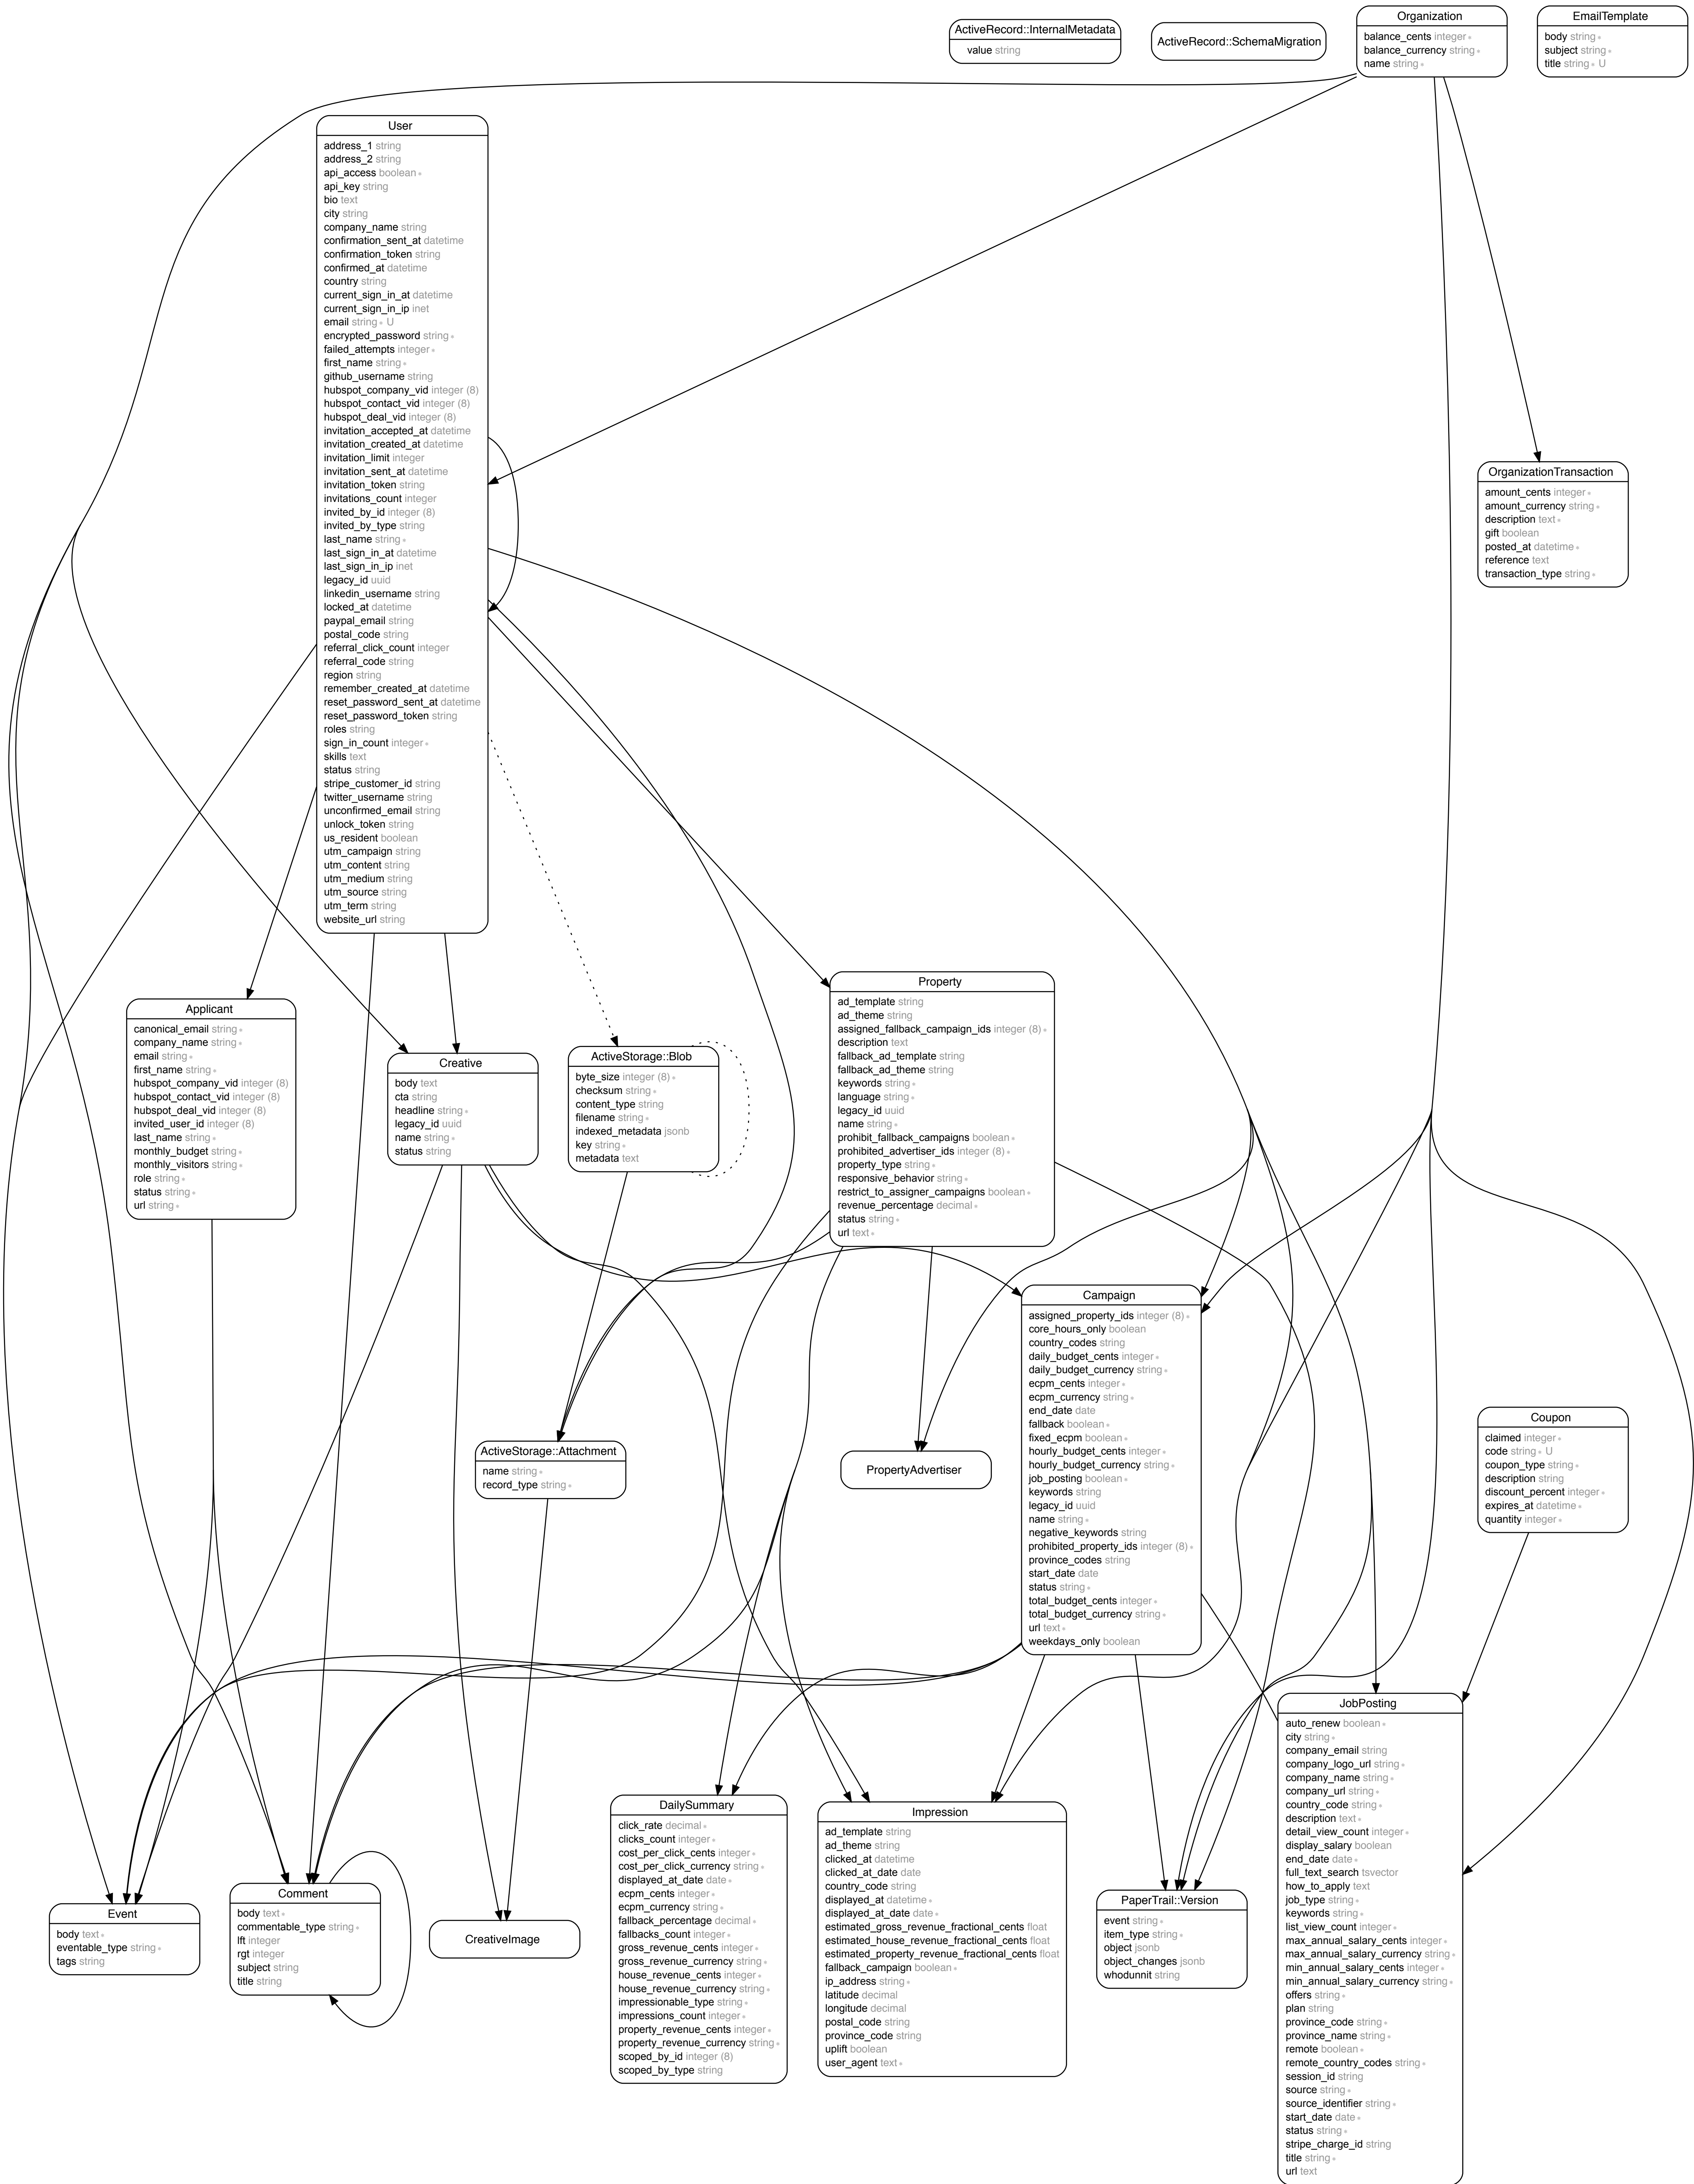 ActiveRecord::InternalMetadata
value string
ActiveRecord::SchemaMigration
Organization
balance_cents integer ∗
balance_currency string ∗
name string ∗
EmailTemplate
body string ∗
subject string ∗
title string ∗ U
User
address_1 string
address_2 string
api_access boolean ∗
api_key string
bio text
city string
company_name string
confirmation_sent_at datetime
confirmation_token string
confirmed_at datetime
country string
current_sign_in_at datetime
current_sign_in_ip inet
email string ∗ U
encrypted_password string ∗
failed_attempts integer ∗
first_name string ∗
github_username string
hubspot_company_vid integer (8)
hubspot_contact_vid integer (8)
hubspot_deal_vid integer (8)
invitation_accepted_at datetime
invitation_created_at datetime
invitation_limit integer
invitation_sent_at datetime
invitation_token string
invitations_count integer
invited_by_id integer (8)
invited_by_type string
last_name string ∗
last_sign_in_at datetime
last_sign_in_ip inet
legacy_id uuid
linkedin_username string
locked_at datetime
paypal_email string
postal_code string
referral_click_count integer
referral_code string
region string
remember_created_at datetime
reset_password_sent_at datetime
reset_password_token string
roles string
sign_in_count integer ∗
skills text
status string
stripe_customer_id string
twitter_username string
unconfirmed_email string
unlock_token string
us_resident boolean
utm_campaign string
utm_content string
utm_medium string
utm_source string
utm_term string
website_url string
OrganizationTransaction
amount_cents integer ∗
amount_currency string ∗
description text ∗
gift boolean
posted_at datetime ∗
reference text
transaction_type string ∗
Applicant
canonical_email string ∗
company_name string ∗
email string ∗
first_name string ∗
hubspot_company_vid integer (8)
hubspot_contact_vid integer (8)
hubspot_deal_vid integer (8)
invited_user_id integer (8)
last_name string ∗
monthly_budget string ∗
monthly_visitors string ∗
role string ∗
status string ∗
url string ∗
Creative
body text
cta string
headline string ∗
legacy_id uuid
name string ∗
status string
ActiveStorage::Blob
byte_size integer (8) ∗
checksum string ∗
content_type string
filename string ∗
indexed_metadata jsonb
key string ∗
metadata text
Property
ad_template string
ad_theme string
assigned_fallback_campaign_ids integer (8) ∗
description text
fallback_ad_template string
fallback_ad_theme string
keywords string ∗
language string ∗
legacy_id uuid
name string ∗
prohibit_fallback_campaigns boolean ∗
prohibited_advertiser_ids integer (8) ∗
property_type string ∗
responsive_behavior string ∗
restrict_to_assigner_campaigns boolean ∗
revenue_percentage decimal ∗
status string ∗
url text ∗
Campaign
assigned_property_ids integer (8) ∗
core_hours_only boolean
country_codes string
daily_budget_cents integer ∗
daily_budget_currency string ∗
ecpm_cents integer ∗
ecpm_currency string ∗
end_date date
fallback boolean ∗
fixed_ecpm boolean ∗
hourly_budget_cents integer ∗
hourly_budget_currency string ∗
job_posting boolean ∗
keywords string
legacy_id uuid
name string ∗
negative_keywords string
prohibited_property_ids integer (8) ∗
province_codes string
start_date date
status string ∗
total_budget_cents integer ∗
total_budget_currency string ∗
url text ∗
weekdays_only boolean
Coupon
claimed integer ∗
code string ∗ U
coupon_type string ∗
description string
discount_percent integer ∗
expires_at datetime ∗
quantity integer ∗
ActiveStorage::Attachment
name string ∗
record_type string ∗
PropertyAdvertiser
JobPosting
auto_renew boolean ∗
city string ∗
company_email string
company_logo_url string ∗
company_name string ∗
company_url string ∗
country_code string ∗
description text ∗
detail_view_count integer ∗
display_salary boolean
end_date date ∗
full_text_search tsvector
how_to_apply text
job_type string ∗
keywords string ∗
list_view_count integer ∗
max_annual_salary_cents integer ∗
max_annual_salary_currency string ∗
min_annual_salary_cents integer ∗
min_annual_salary_currency string ∗
offers string ∗
plan string
province_code string ∗
province_name string ∗
remote boolean ∗
remote_country_codes string ∗
session_id string
source string ∗
source_identifier string ∗
start_date date ∗
status string ∗
stripe_charge_id string
title string ∗
url text
Event
body text ∗
eventable_type string ∗
tags string
Comment
body text ∗
commentable_type string ∗
lft integer
rgt integer
subject string
title string
CreativeImage
DailySummary
click_rate decimal ∗
clicks_count integer ∗
cost_per_click_cents integer ∗
cost_per_click_currency string ∗
displayed_at_date date ∗
ecpm_cents integer ∗
ecpm_currency string ∗
fallback_percentage decimal ∗
fallbacks_count integer ∗
gross_revenue_cents integer ∗
gross_revenue_currency string ∗
house_revenue_cents integer ∗
house_revenue_currency string ∗
impressionable_type string ∗
impressions_count integer ∗
property_revenue_cents integer ∗
property_revenue_currency string ∗
scoped_by_id integer (8)
scoped_by_type string
Impression
ad_template string
ad_theme string
clicked_at datetime
clicked_at_date date
country_code string
displayed_at datetime ∗
displayed_at_date date ∗
estimated_gross_revenue_fractional_cents float
estimated_house_revenue_fractional_cents float
estimated_property_revenue_fractional_cents float
fallback_campaign boolean ∗
ip_address string ∗
latitude decimal
longitude decimal
postal_code string
province_code string
uplift boolean
user_agent text ∗
PaperTrail::Version
event string ∗
item_type string ∗
object jsonb
object_changes jsonb
whodunnit string